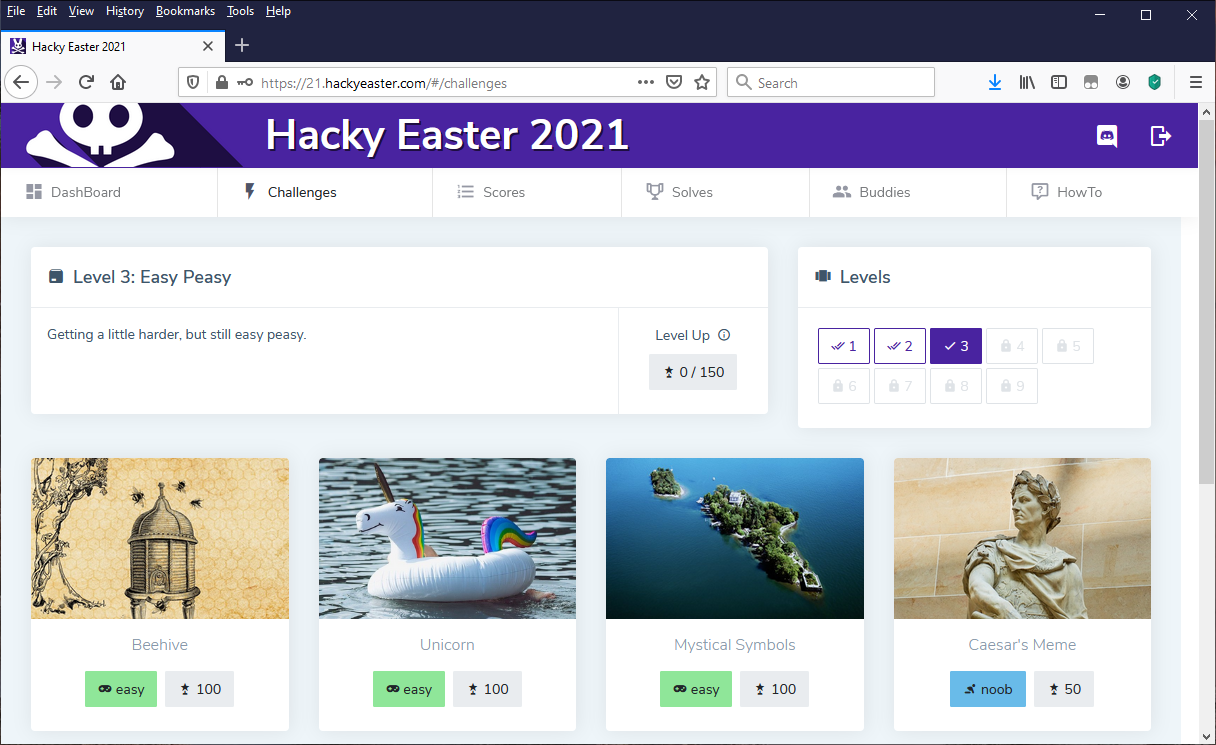 File Edit View History Bookmarks Tools Help
Hacky Easter 2021
https://21.hackyeaster.com/#/challenges
Search
Hacky Easter 2021
DashBoard Challenges Scores Solves Buddies HowTo
Level 3: Easy Peasy
Getting a little harder, but still easy peasy.
Level Up
0 / 150
Levels
1 2 3 4 5
6 7 8 9
Beehive
easy 100
Unicorn
easy 100
Mystical Symbols
easy 100
Caesar's Meme
noob 50